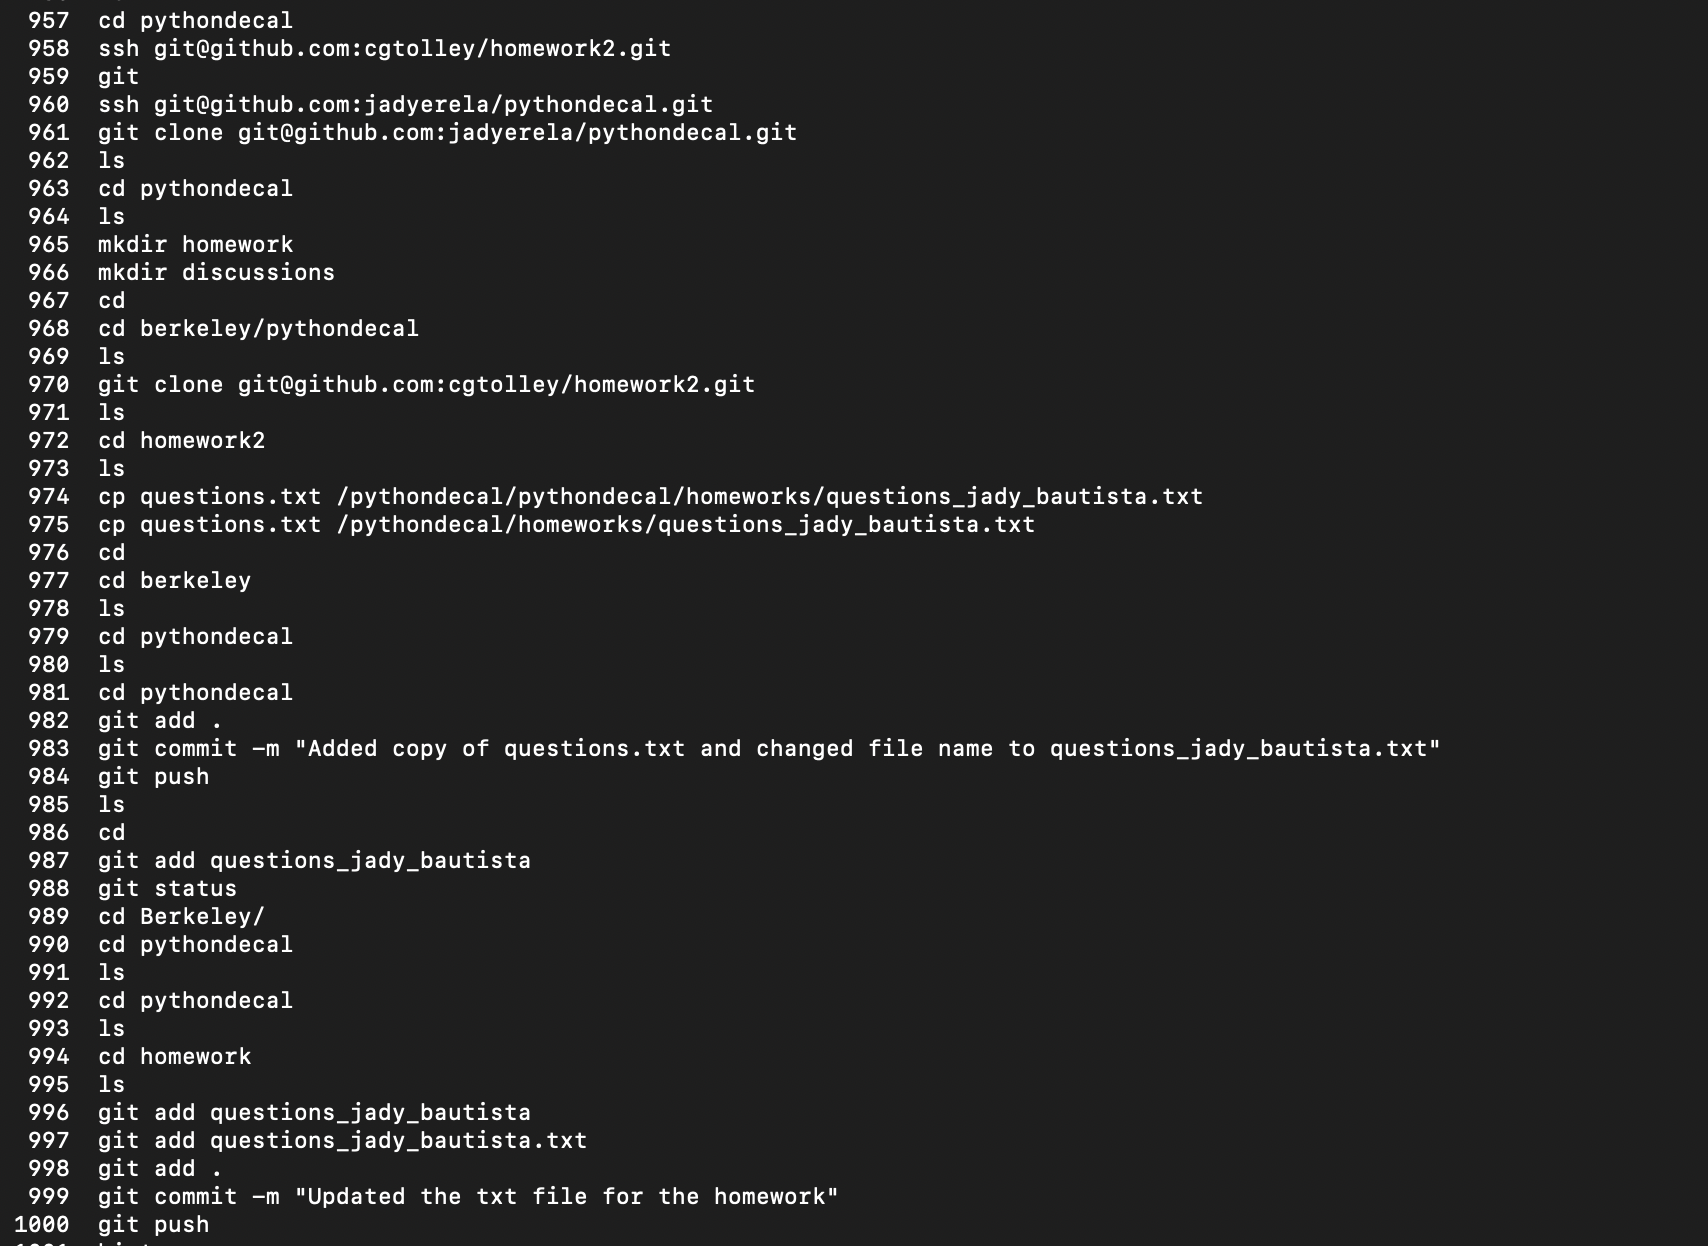 957 cd pythondecal
958 ssh git@github.com:cgtolley/homework2.git
959 git
960 ssh git@github.com:jadyerela/pythondecal.git
961 git clone git@github.com:jadyerela/pythondecal.git
962 ls
963 cd pythondecal
964 ls
965 mkdir homework
966 mkdir discussions
967 cd
968 cd berkeley/pythondecal
969 ls
970 git clone git@github.com:cgtolley/homework2.git
971 ls
972 cd homework2
973 ls
974 cp questions.txt /pythondecal/pythondecal/homeworks/questions_jady_bautista.txt
975 cp questions.txt /pythondecal/homeworks/questions_jady_bautista.txt
976 cd
977 cd berkeley
978 ls
979 cd pythondecal
980 ls
981 cd pythondecal
982 git add .
983 git commit -m "Added copy of questions.txt and changed file name to questions_jady_bautista.txt"
984 git push
985 ls
986 cd
987 git add questions_jady_bautista
988 git status
989 cd Berkeley/
990 cd pythondecal
991 ls
992 cd pythondecal
993 ls
994 cd homework
995 ls
996 git add questions_jady_bautista
997 git add questions_jady_bautista.txt
998 git add .
999 git commit -m "Updated the txt file for the homework"
1000 git push